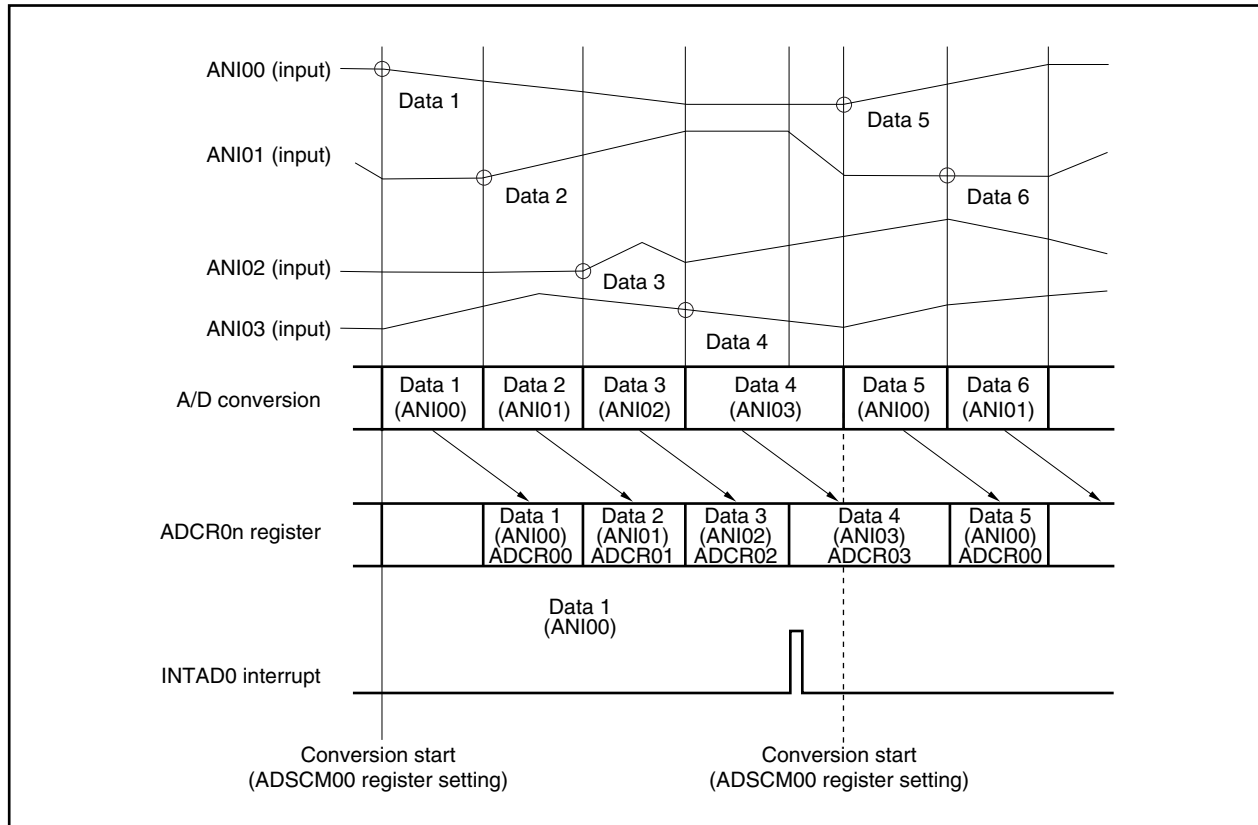 ANI00 (input)
Data 1
Data 5
ANI01 (input)
Data 2
Data 6
ANI02 (input)
Data 3
ANI03 (input)
Data 4
A/D conversion
Data 1
(ANI00)
Data 2
(ANI01)
Data 3
(ANI02)
Data 4
(ANI03)
Data 5
(ANI00)
Data 6
(ANI01)
ADCR0n register
Data 1
(ANI00)
ADCR00
Data 2
(ANI01)
ADCR01
Data 3
(ANI02)
ADCR02
Data 4
(ANI03)
ADCR03
Data 5
(ANI00)
ADCR00
Data 1
(ANI00)
INTAD0 interrupt
Conversion start
(ADSCM00 register setting)
Conversion start
(ADSCM00 register setting)